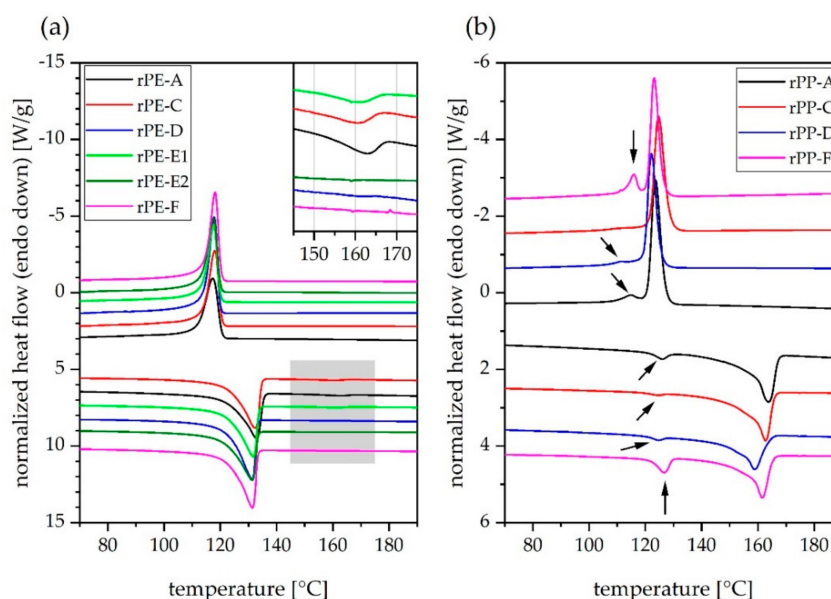 (a)
(b)
-15
-10
-5
0
5
10
15
normalized heat flow (endo down) [W/g]
rPE-A
rPE-C
rPE-D
rPE-E1
rPE-E2
rPE-F
150
160
170
80
100
120
140
160
180
temperature [°C]
-6
-4
-2
0
2
4
6
normalized heat flow (endo down) [W/g]
rPP-A
rPP-C
rPP-D
rPP-F
80
100
120
140
160
180
temperature [°C]